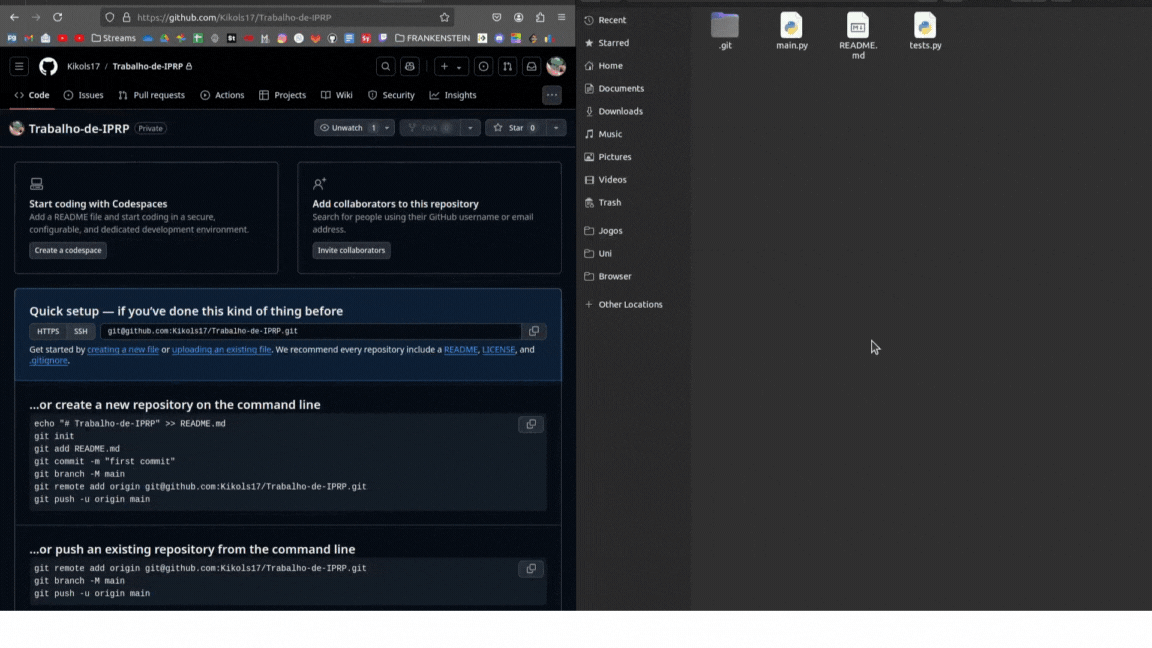 https://github.com/Kikols17/Trabalho-de-IPRP
Streams
FRANKENSTEIN
Kikols17 / Trabalho-de-IPRP
Code
Issues
Pull requests
Actions
Projects
Wiki
Security
Insights
Trabalho-de-IPRP
Private
Unwatch 1
Fork
Star 0
Start coding with Codespaces
Add a README file and start coding in a secure,
configurable, and dedicated development environment.
Create a codespace
Add collaborators to this repository
Search for people using their GitHub username or email
address.
Invite collaborators
Quick setup — if you've done this kind of thing before
HTTPS
SSH
git@github.com:Kikols17/Trabalho-de-IPRP.git
Get started by creating a new file or uploading an existing file. We recommend every repository include a README, LICENSE, and
.gitignore.
...or create a new repository on the command line
echo "# Trabalho-de-IPRP" >> README.md
git init
git add README.md
git commit -m "first commit"
git branch -M main
git remote add origin git@github.com:Kikols17/Trabalho-de-IPRP.git
git push -u origin main
...or push an existing repository from the command line
git remote add origin git@github.com:Kikols17/Trabalho-de-IPRP.git
git branch -M main
git push -u origin main
Recent
Starred
Home
Documents
Downloads
Music
Pictures
Videos
Trash
Jogos
Uni
Browser
Other Locations
.git
main.py
README.
md
tests.py